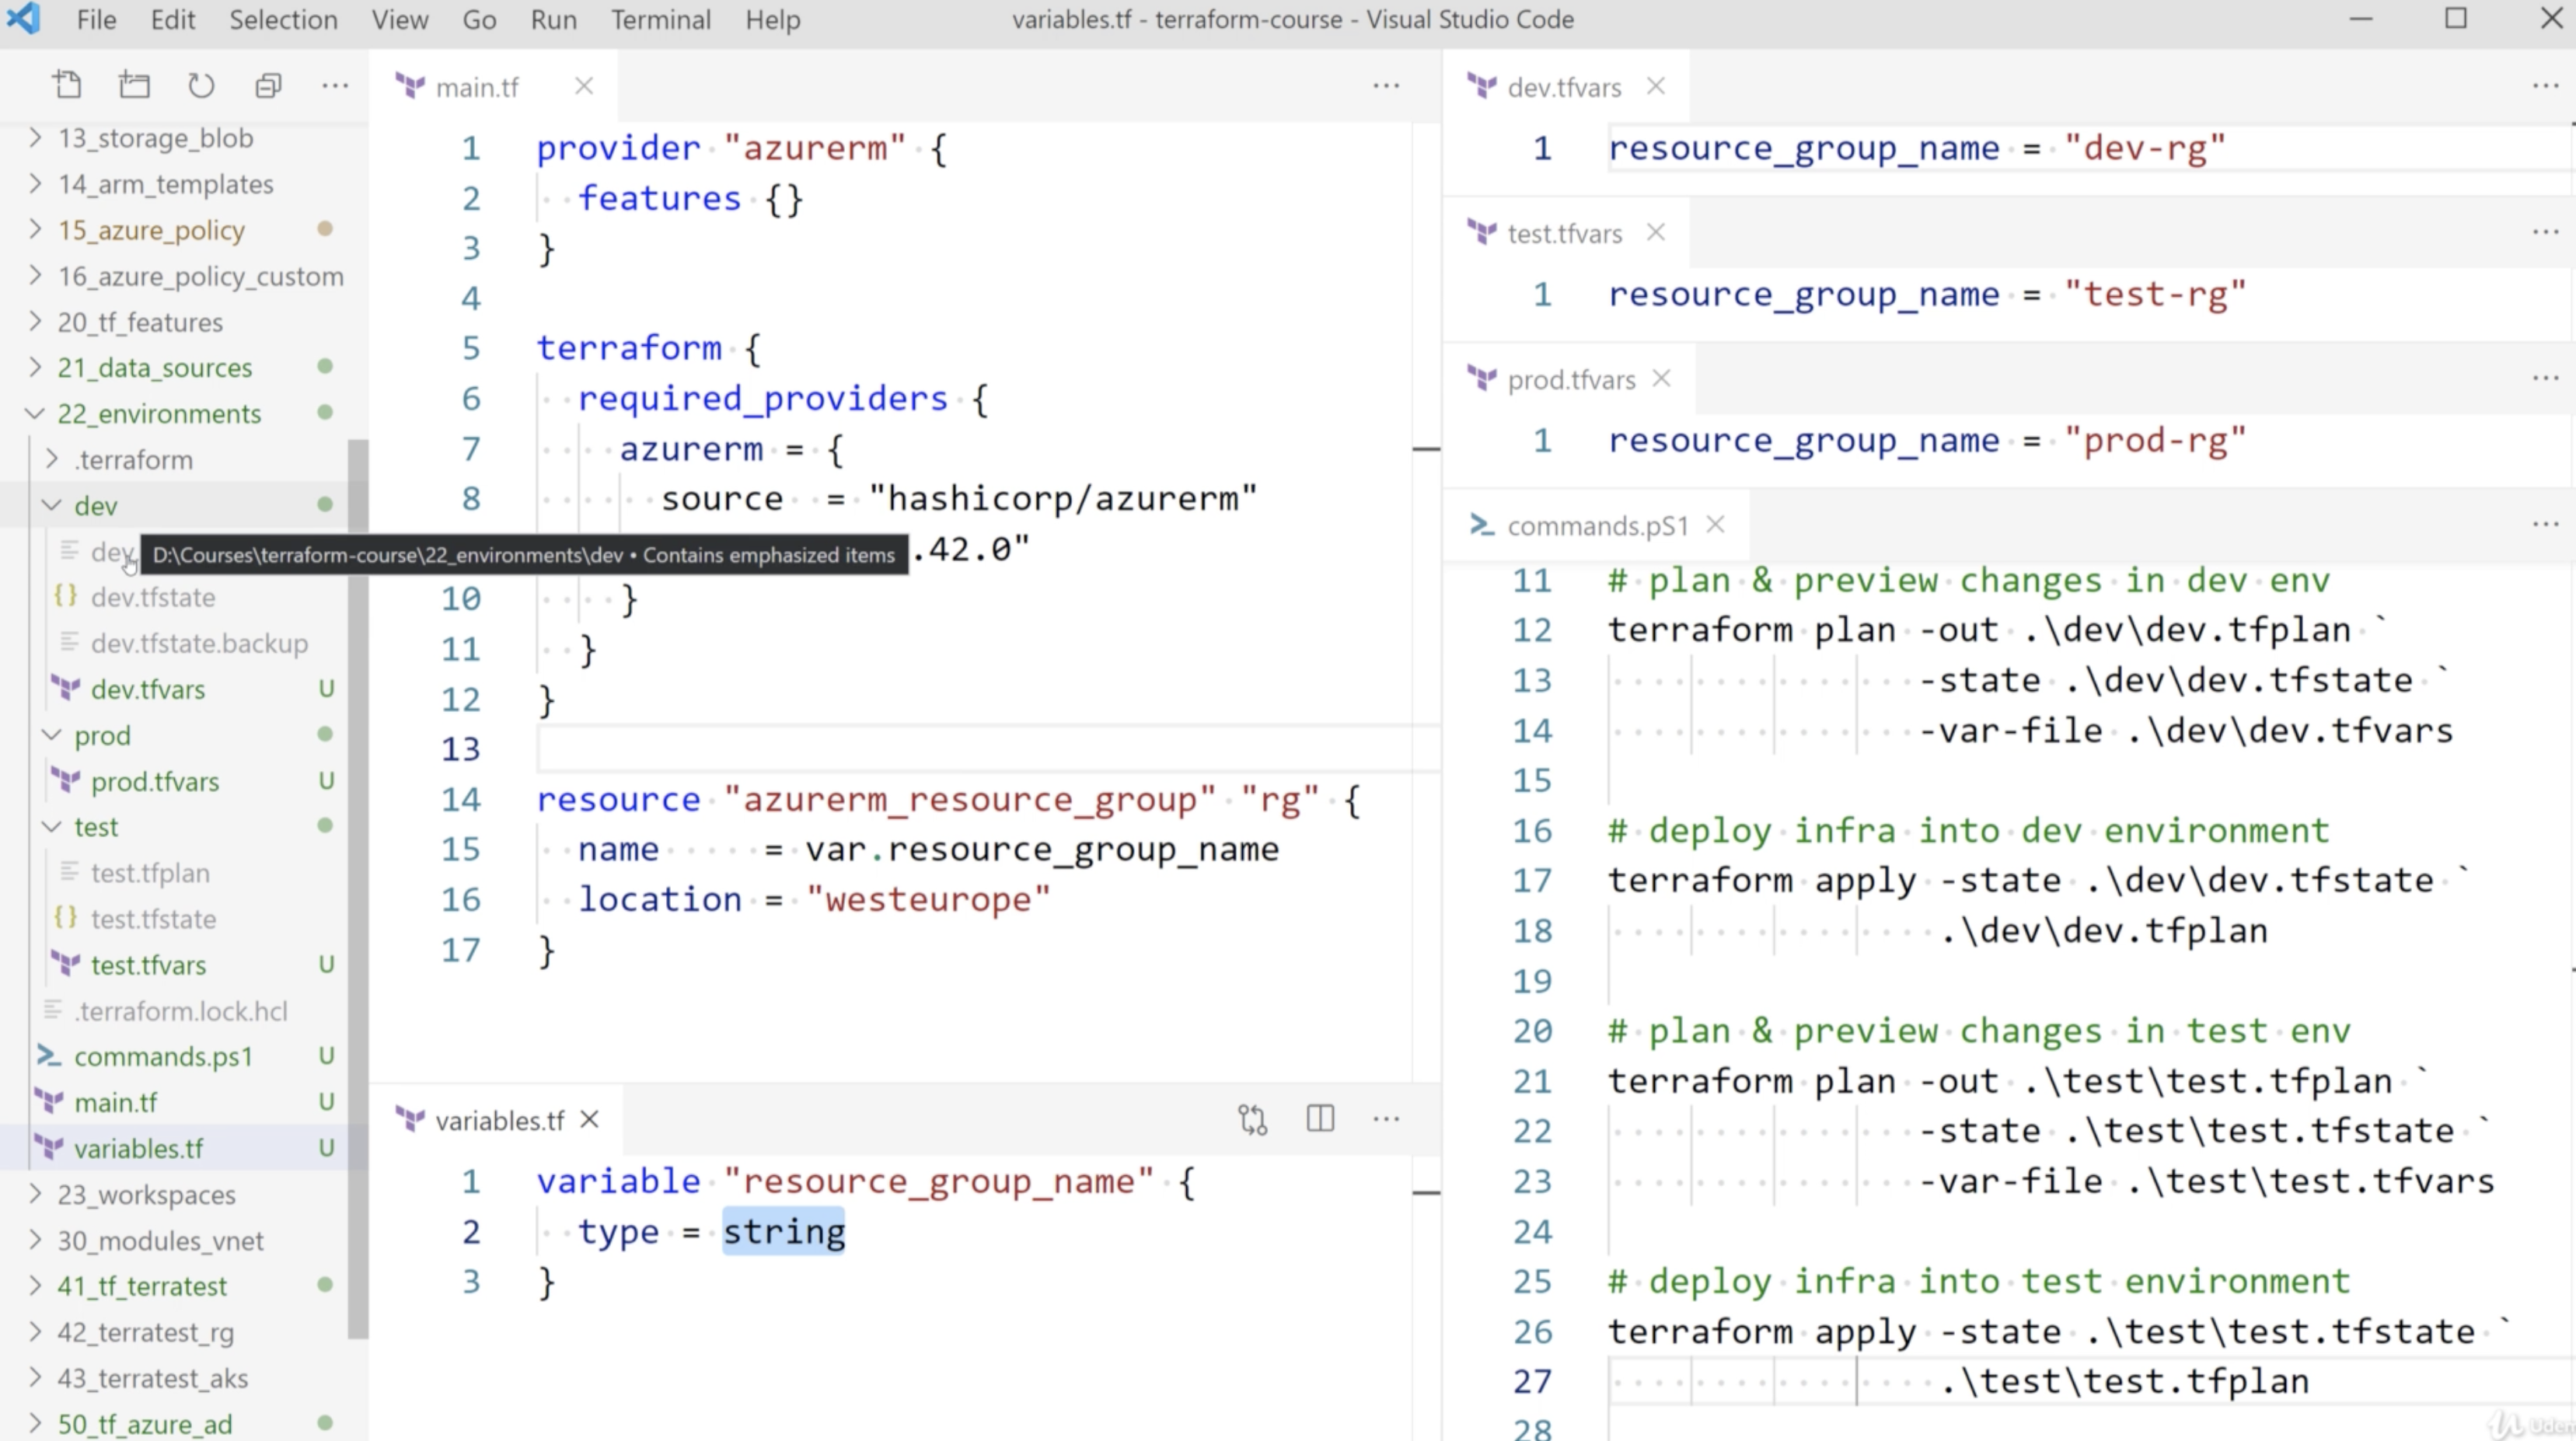 File Edit Selection View Go Run Terminal Help
variables.tf - terraform-course - Visual Studio Code
13_storage_blob
14_arm_templates
15_azure_policy
16_azure_policy_custom
20_tf_features
21_data_sources
22_environments
.terraform
dev
dev
D:\Courses\terraform-course\22_environments\dev • Contains emphasized items
dev.tfstate
dev.tfstate.backup
dev.tfvars U
prod
prod.tfvars U
test
test.tfplan
test.tfstate
test.tfvars U
.terraform.lock.hcl
commands.ps1 U
main.tf U
variables.tf U
23_workspaces
30_modules_vnet
41_tf_terratest
42_terratest_rg
43_terratest_aks
50_tf_azure_ad
main.tf
1 provider "azurerm" {
2   features {}
3 }
4
5 terraform {
6   required_providers {
7     azurerm = {
8       source  = "hashicorp/azurerm"
.42.0"
10     }
11   }
12 }
13
14 resource "azurerm_resource_group" "rg" {
15   name     = var.resource_group_name
16   location = "westeurope"
17 }
variables.tf
1 variable "resource_group_name" {
2   type = string
3 }
dev.tfvars
1 resource_group_name = "dev-rg"
test.tfvars
1 resource_group_name = "test-rg"
prod.tfvars
1 resource_group_name = "prod-rg"
commands.pS1
11 # plan & preview changes in dev env
12 terraform plan -out .\dev\dev.tfplan `
13                -state .\dev\dev.tfstate `
14                -var-file .\dev\dev.tfvars
15
16 # deploy infra into dev environment
17 terraform apply -state .\dev\dev.tfstate `
18                 .\dev\dev.tfplan
19
20 # plan & preview changes in test env
21 terraform plan -out .\test\test.tfplan `
22                -state .\test\test.tfstate `
23                -var-file .\test\test.tfvars
24
25 # deploy infra into test environment
26 terraform apply -state .\test\test.tfstate `
27                 .\test\test.tfplan
28